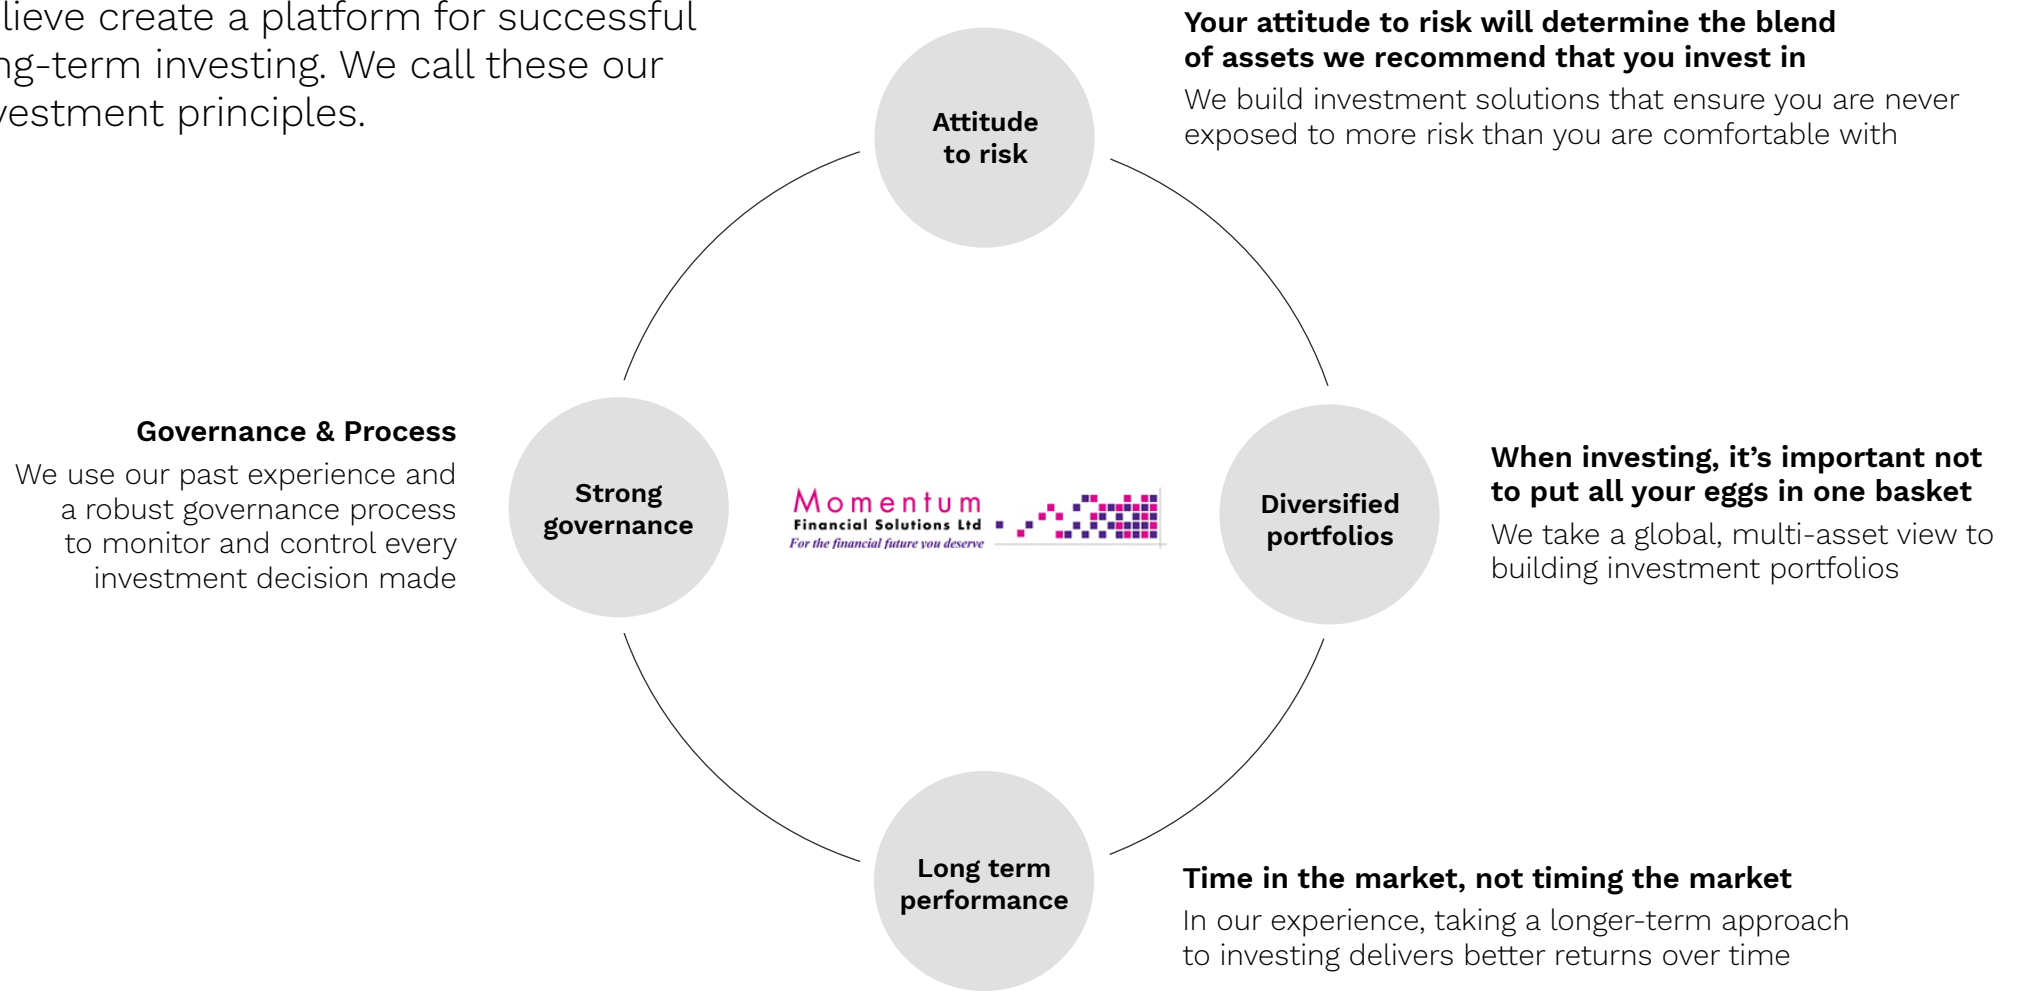 lieve create a platform for successful
ng-term investing. We call these our
vestment principles.
Your attitude to risk will determine the blend
of assets we recommend that you invest in
We build investment solutions that ensure you are never
exposed to more risk than you are comfortable with
Attitude
to risk
Governance & Process
We use our past experience and
a robust governance process
to monitor and control every
investment decision made
Strong
governance
Momentum
Financial Solutions Ltd
For the financial future you deserve
Diversified
portfolios
When investing, it’s important not
to put all your eggs in one basket
We take a global, multi-asset view to
building investment portfolios
Long term
performance
Time in the market, not timing the market
In our experience, taking a longer-term approach
to investing delivers better returns over time